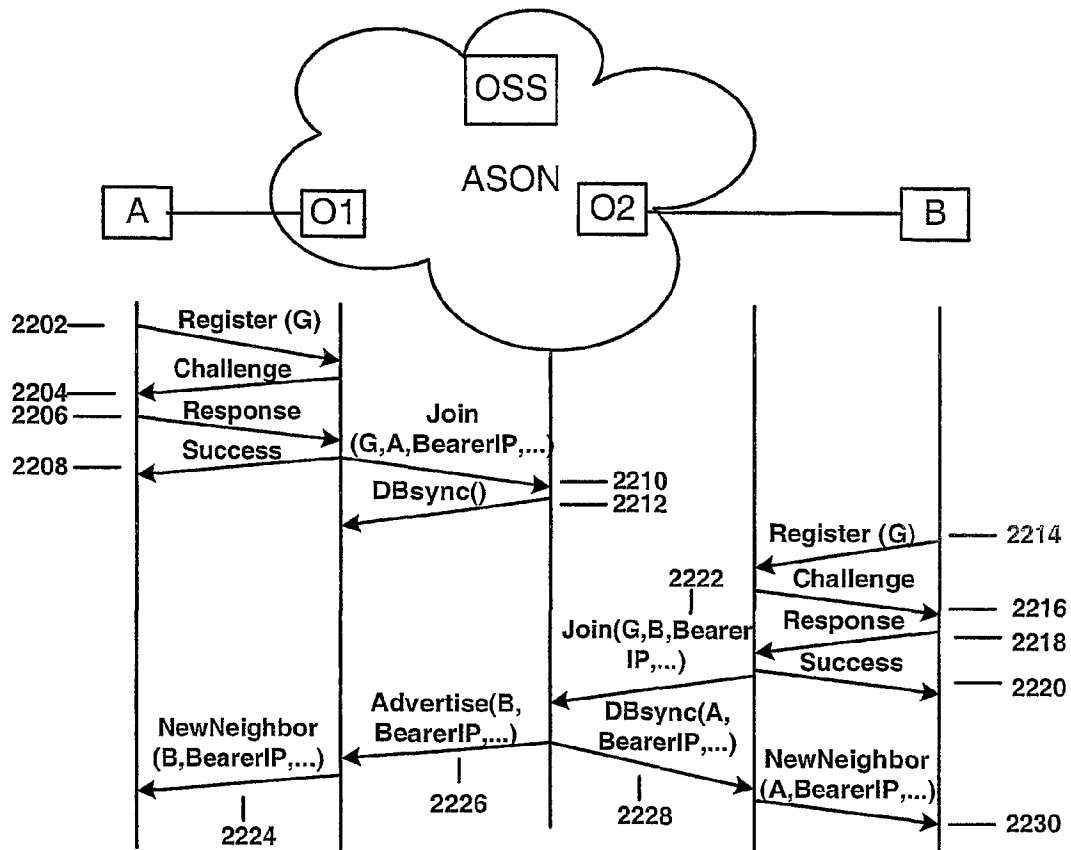 OSS
ASON
A
O1
O2
B
2202
Register (G)
Challenge
2204
2206
Response
Join
(G,A,BearerIP,...)
Success
2208
2210
DBsync()
2212
Register (G)
2214
2222
Challenge
2216
Join(G,B,Bearer
IP,...)
Response
2218
Success
2220
Advertise(B,
BearerIP,...)
DBsync(A,
BearerIP,...)
NewNeighbor
(B,BearerIP,...)
NewNeighbor
(A,BearerIP,...)
2226
2228
2224
2230